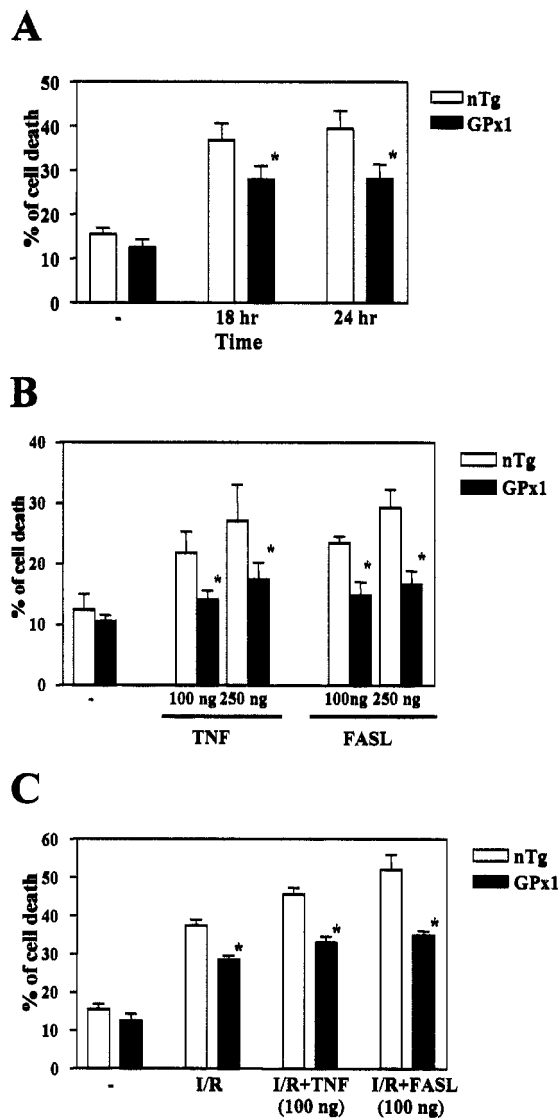 A
% of cell death
50
40
30
20
10
0
nTg
GPx1
*
*
-
18 hr
24 hr
Time
B
% of cell death
40
30
20
10
0
nTg
GPx1
*
*
*
*
-
100 ng 250 ng
100ng 250 ng
TNF
FASL
C
% of cell death
60
50
40
30
20
10
0
nTg
GPx1
*
*
*
-
I/R
I/R+TNF
(100 ng)
I/R+FASL
(100 ng)